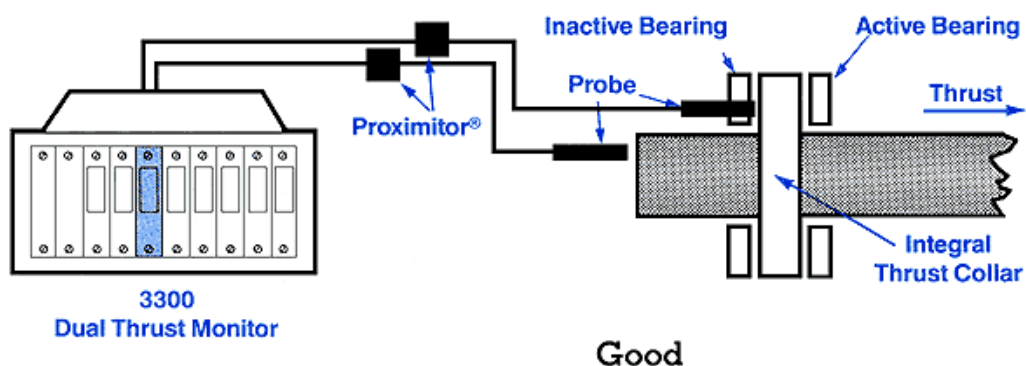 Inactive Bearing
Active Bearing
Probe
Thrust
Proximitor®
Integral
Thrust Collar
3300
Dual Thrust Monitor
Good